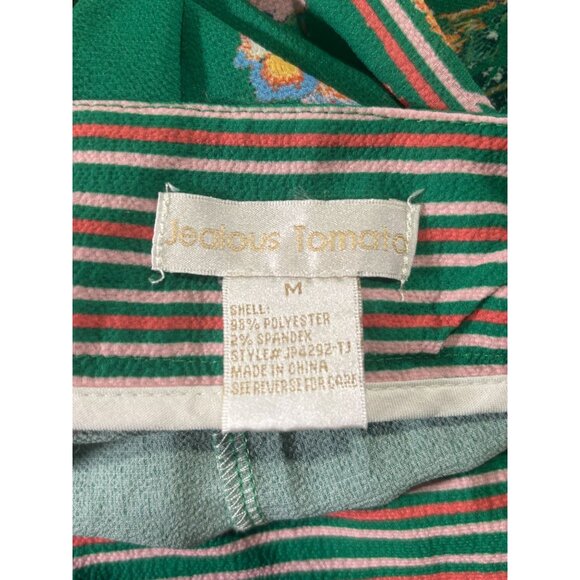 Jealous Tomato
M
SHELL:
98% POLYESTER
2% SPANDEX
STYLE# JP4292-TJ
MADE IN CHINA
SEE REVERSE FOR CARE